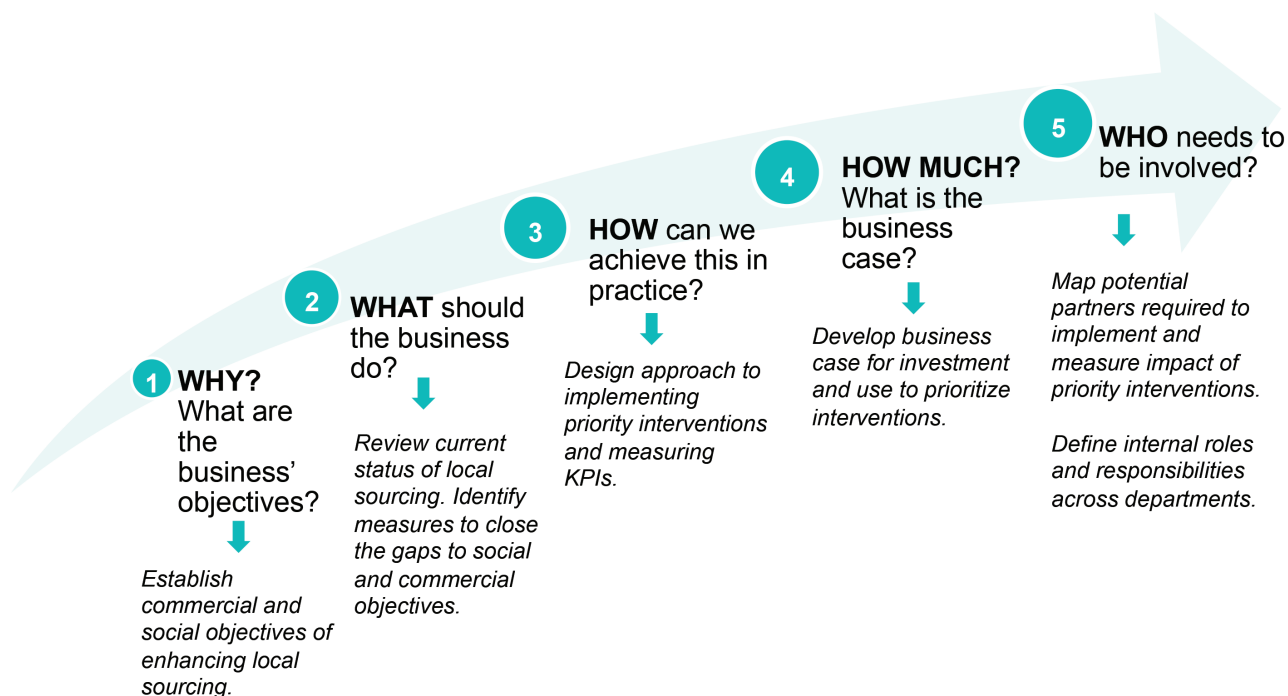 1
WHY?
What are
the
business’
objectives?
Establish
commercial and
social objectives of
enhancing local
sourcing.
2
WHAT should
the business
do?
Review current
status of local
sourcing. Identify
measures to close
the gaps to social
and commercial
objectives.
3
HOW can we
achieve this in
practice?
Design approach to
implementing
priority interventions
and measuring
KPIs.
4
HOW MUCH?
What is the
business
case?
Develop business
case for investment
and use to prioritize
interventions.
5
WHO needs to
be involved?
Map potential
partners required to
implement and
measure impact of
priority interventions.
Define internal roles
and responsibilities
across departments.